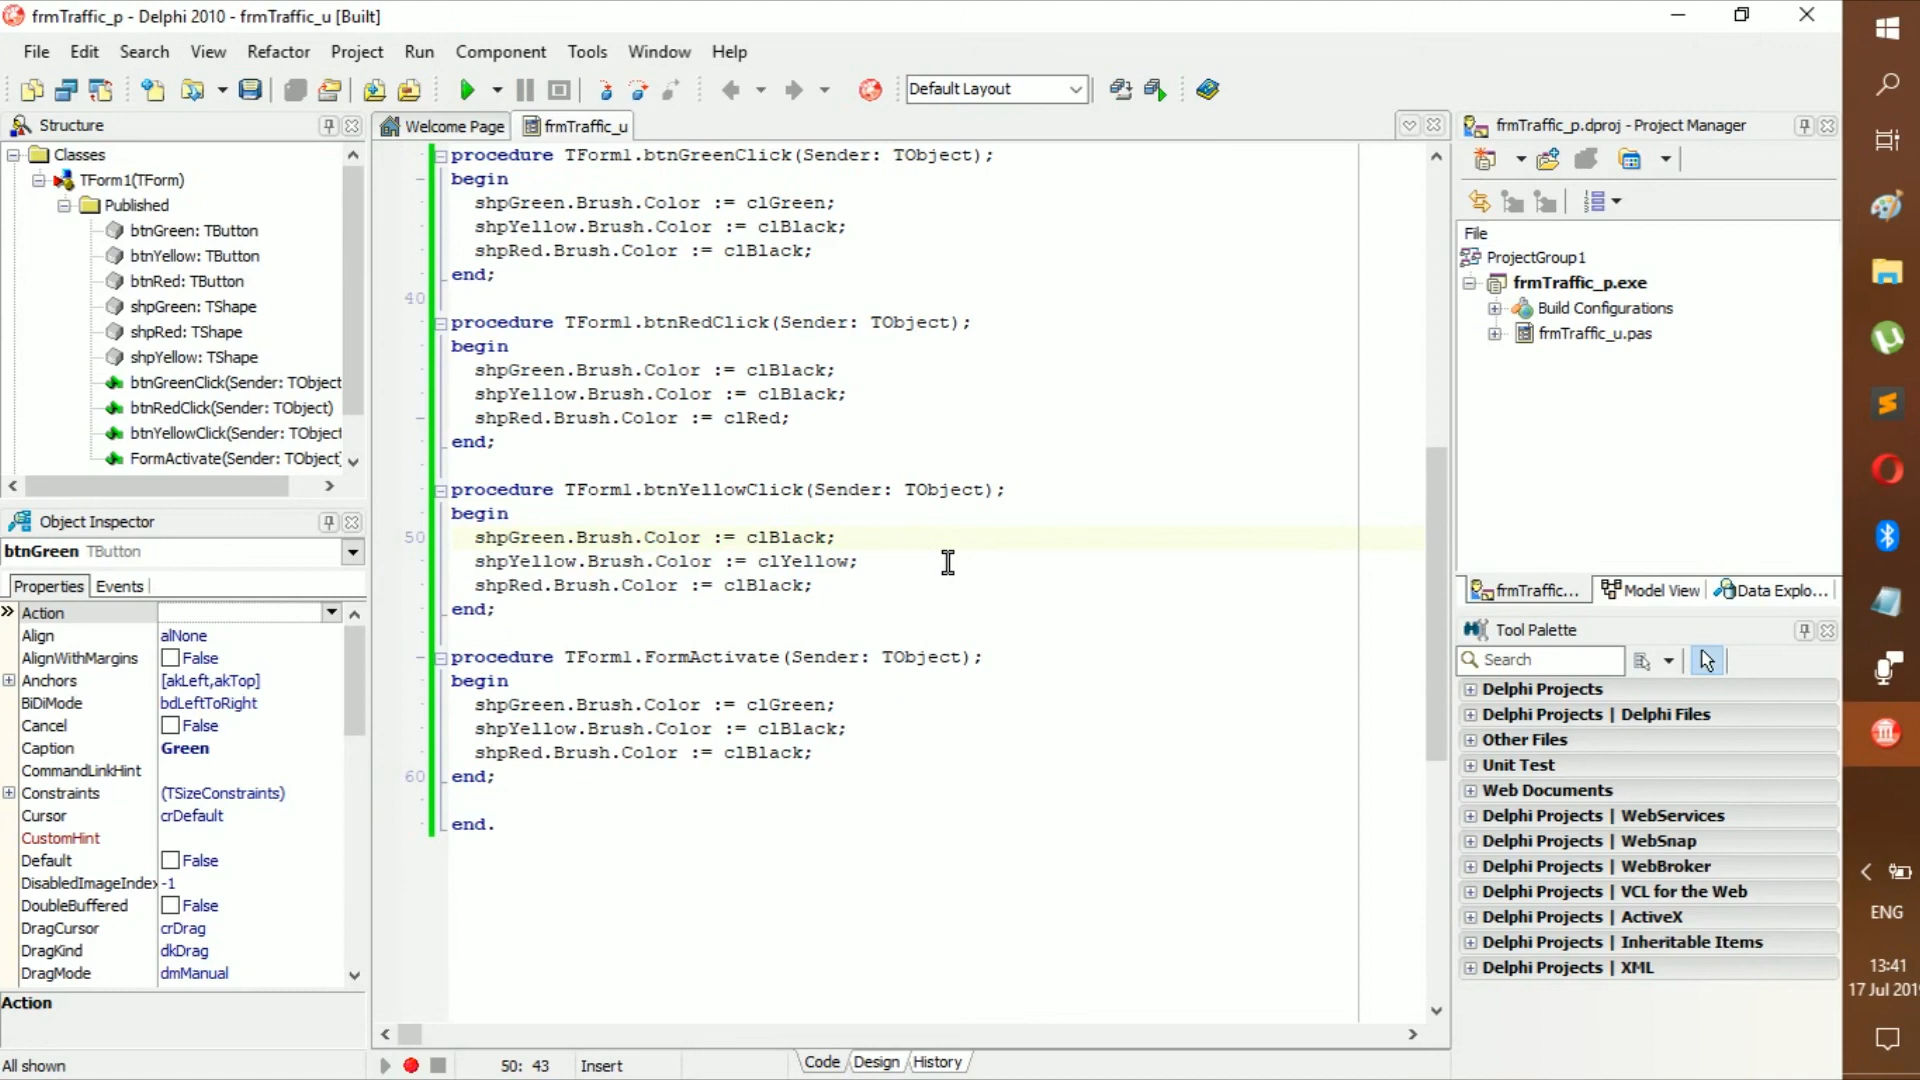 frmTraffic_p - Delphi 2010 - frmTraffic_u [Built]
File Edit Search View Refactor Project Run Component Tools Window Help
Default Layout
Structure
Classes
TForm1(TForm)
Published
btnGreen: TButton
btnYellow: TButton
btnRed: TButton
shpGreen: TShape
shpRed: TShape
shpYellow: TShape
btnGreenClick(Sender: TObject
btnRedClick(Sender: TObject)
btnYellowClick(Sender: TObject
FormActivate(Sender: TObject)
Object Inspector
btnGreen TButton
Properties Events
Action
Align alNone
AlignWithMargins False
Anchors [akLeft,akTop]
BiDiMode bdLeftToRight
Cancel False
Caption Green
CommandLinkHint
Constraints (TSizeConstraints)
Cursor crDefault
CustomHint
Default False
DisabledImageIndex -1
DoubleBuffered False
DragCursor crDrag
DragKind dkDrag
DragMode dmManual
Action
All shown
Welcome Page frmTraffic_u
procedure TForm1.btnGreenClick(Sender: TObject);
begin
shpGreen.Brush.Color := clGreen;
shpYellow.Brush.Color := clBlack;
shpRed.Brush.Color := clBlack;
end;
40
procedure TForm1.btnRedClick(Sender: TObject);
begin
shpGreen.Brush.Color := clBlack;
shpYellow.Brush.Color := clBlack;
shpRed.Brush.Color := clRed;
end;
procedure TForm1.btnYellowClick(Sender: TObject);
begin
50 shpGreen.Brush.Color := clBlack;
shpYellow.Brush.Color := clYellow;
shpRed.Brush.Color := clBlack;
end;
procedure TForm1.FormActivate(Sender: TObject);
begin
shpGreen.Brush.Color := clGreen;
shpYellow.Brush.Color := clBlack;
shpRed.Brush.Color := clBlack;
60 end;
end.
50: 43 Insert Code Design History
frmTraffic_p.dproj - Project Manager
File
ProjectGroup1
frmTraffic_p.exe
Build Configurations
frmTraffic_u.pas
frmTraffic... Model View Data Explo...
Tool Palette
Search
Delphi Projects
Delphi Projects | Delphi Files
Other Files
Unit Test
Web Documents
Delphi Projects | WebServices
Delphi Projects | WebSnap
Delphi Projects | WebBroker
Delphi Projects | VCL for the Web
Delphi Projects | ActiveX
Delphi Projects | Inheritable Items
Delphi Projects | XML
ENG
13:41
17 Jul 201